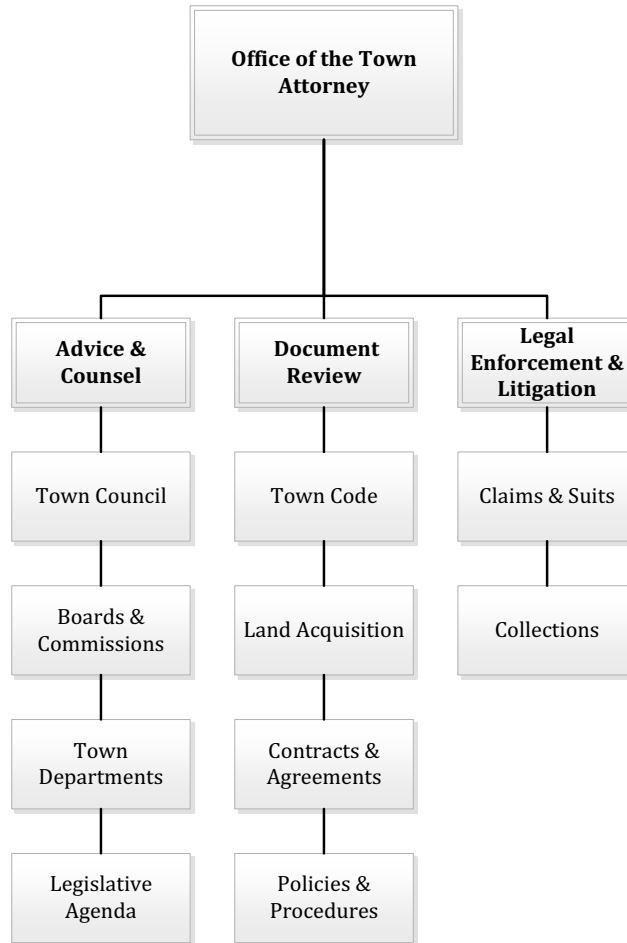 Office of the Town
Attorney
Advice &
Counsel
Document
Review
Legal
Enforcement &
Litigation
Town Council
Town Code
Claims & Suits
Boards &
Commissions
Land Acquisition
Collections
Town
Departments
Contracts &
Agreements
Legislative
Agenda
Policies &
Procedures